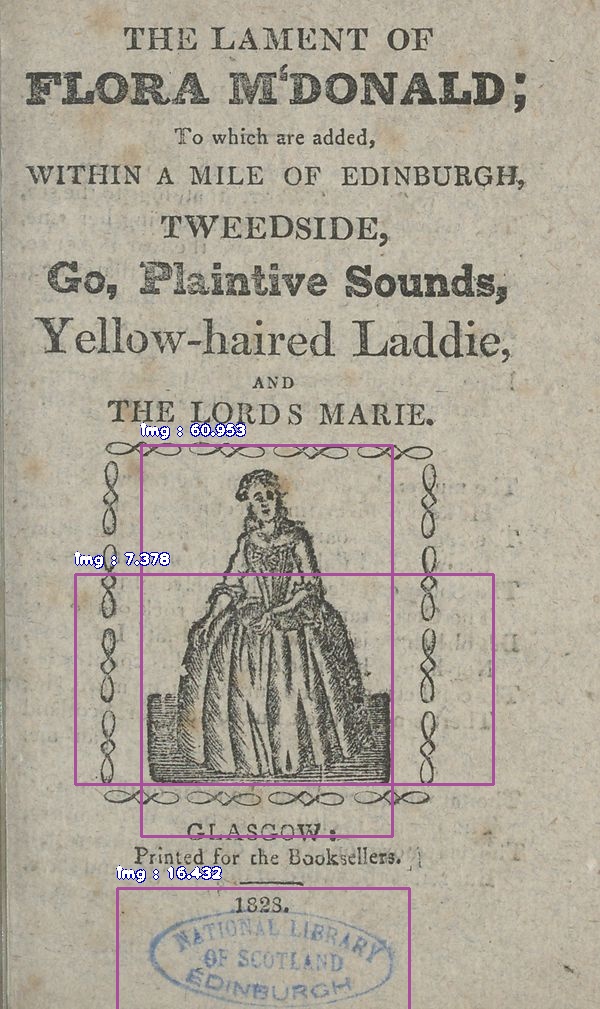 THE LAMENT OF
FLORA M'DONALD;
To which are added,
WITHIN A MILE OF EDINBURGH,
TWEEDSIDE,
Go, Plaintive Sounds,
Yellow-haired Laddie,
AND
THE LORDS MARIE.
img : 60.953
img : 7.378
GLASGOW:
Printed for the Booksellers.
img : 16.432
1828.
NATIONAL LIBRARY
OF SCOTLAND
EDINBURGH